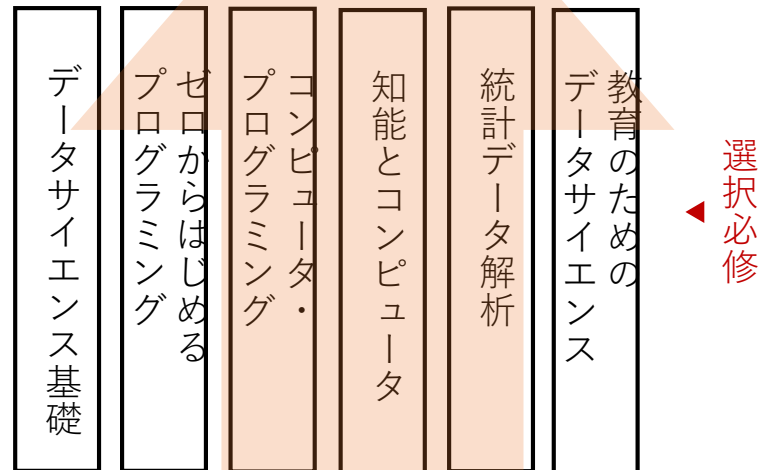 データサイエンス基礎
ゼロからはじめる
プログラミング
コンピュータ・
プログラミング
知能とコンピュータ
統計データ解析
教育のための
データサイエンス
◀選択必修